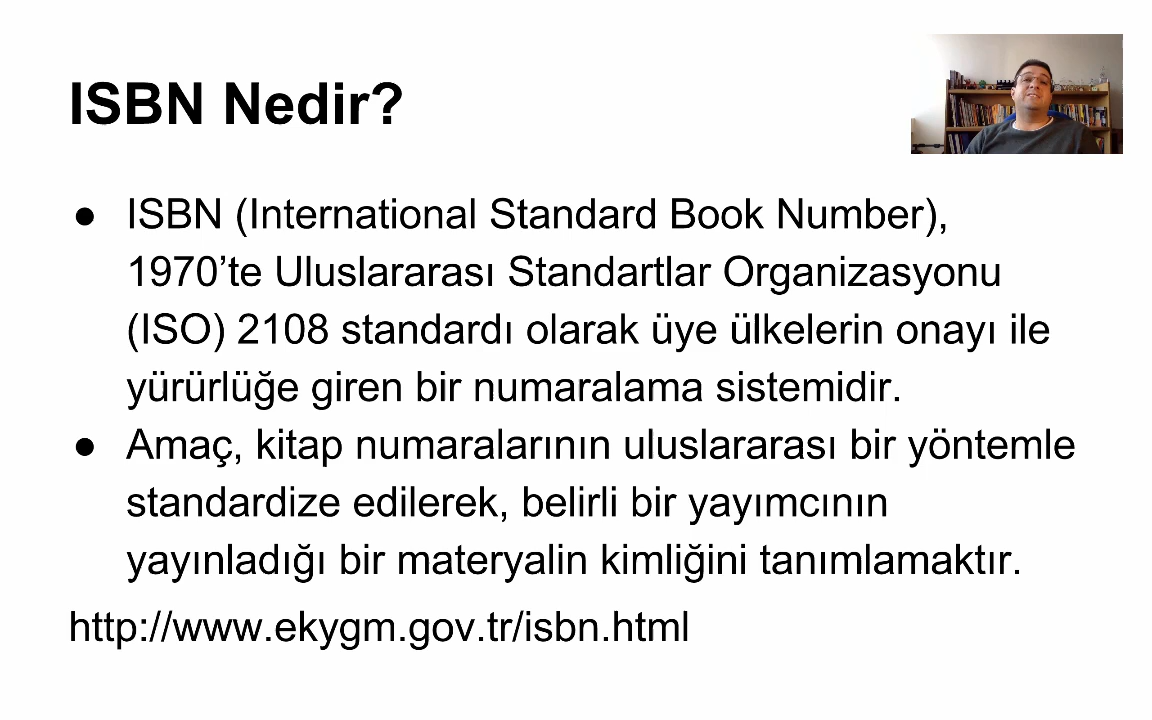 ISBN Nedir?
● ISBN (International Standard Book Number),
1970’te Uluslararası Standartlar Organizasyonu
(ISO) 2108 standardı olarak üye ülkelerin onayı ile
yürürlüğe giren bir numaralama sistemidir.
● Amaç, kitap numaralarının uluslararası bir yöntemle
standardize edilerek, belirli bir yayımcının
yayınladığı bir materyalin kimliğini tanımlamaktır.
http://www.ekygm.gov.tr/isbn.html